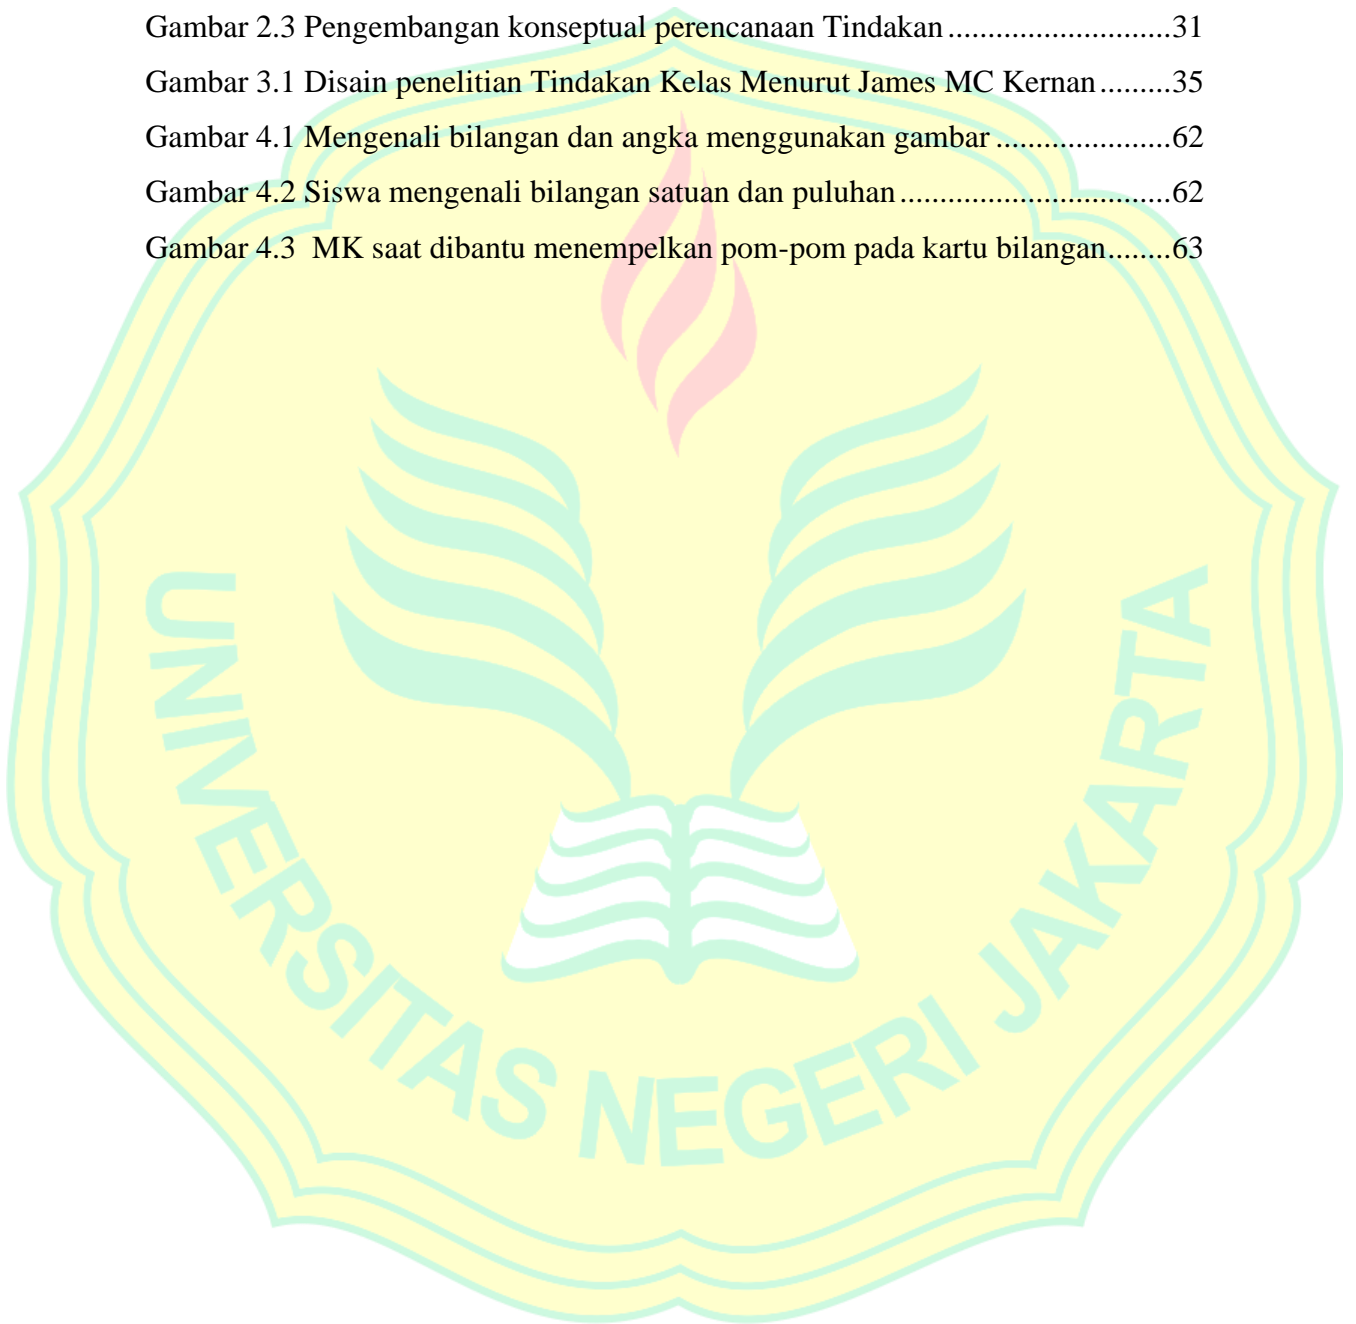 Gambar 2.3 Pengembangan konseptual perencanaan Tindakan ............................31
Gambar 3.1 Disain penelitian Tindakan Kelas Menurut James MC Kernan .........35
Gambar 4.1 Mengenali bilangan dan angka menggunakan gambar ......................62
Gambar 4.2 Siswa mengenali bilangan satuan dan puluhan ..................................62
Gambar 4.3  MK saat dibantu menempelkan pom-pom pada kartu bilangan........63
UNIVERSITAS NEGERI JAKARTA